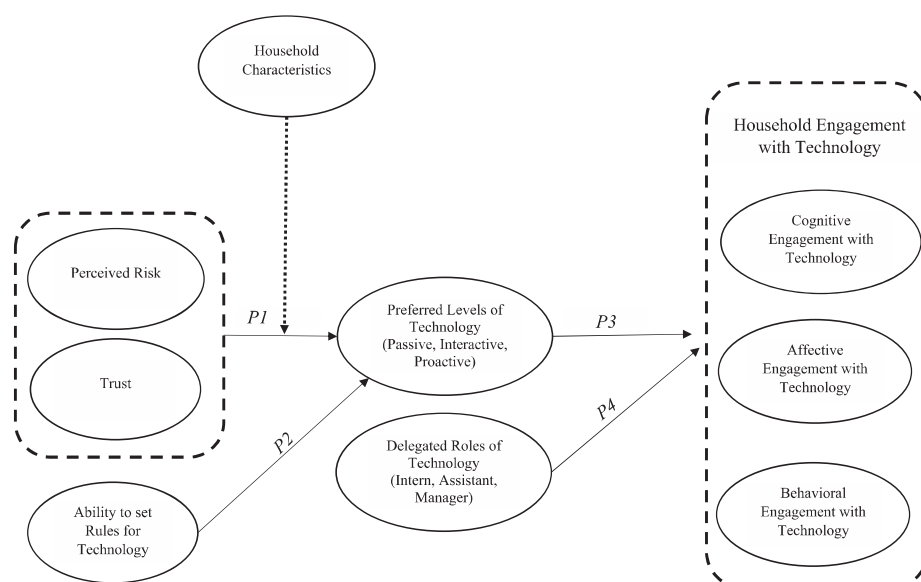 Household
Characteristics
Household Engagement
with Technology
Cognitive
Engagement with
Technology
Perceived Risk
P1
Preferred Levels of
Technology
(Passive, Interactive,
Proactive)
P3
Trust
Affective
Engagement with
Technology
P2
P4
Delegated Roles of
Technology
(Intern, Assistant,
Manager)
Ability to set
Rules for
Technology
Behavioral
Engagement with
Technology